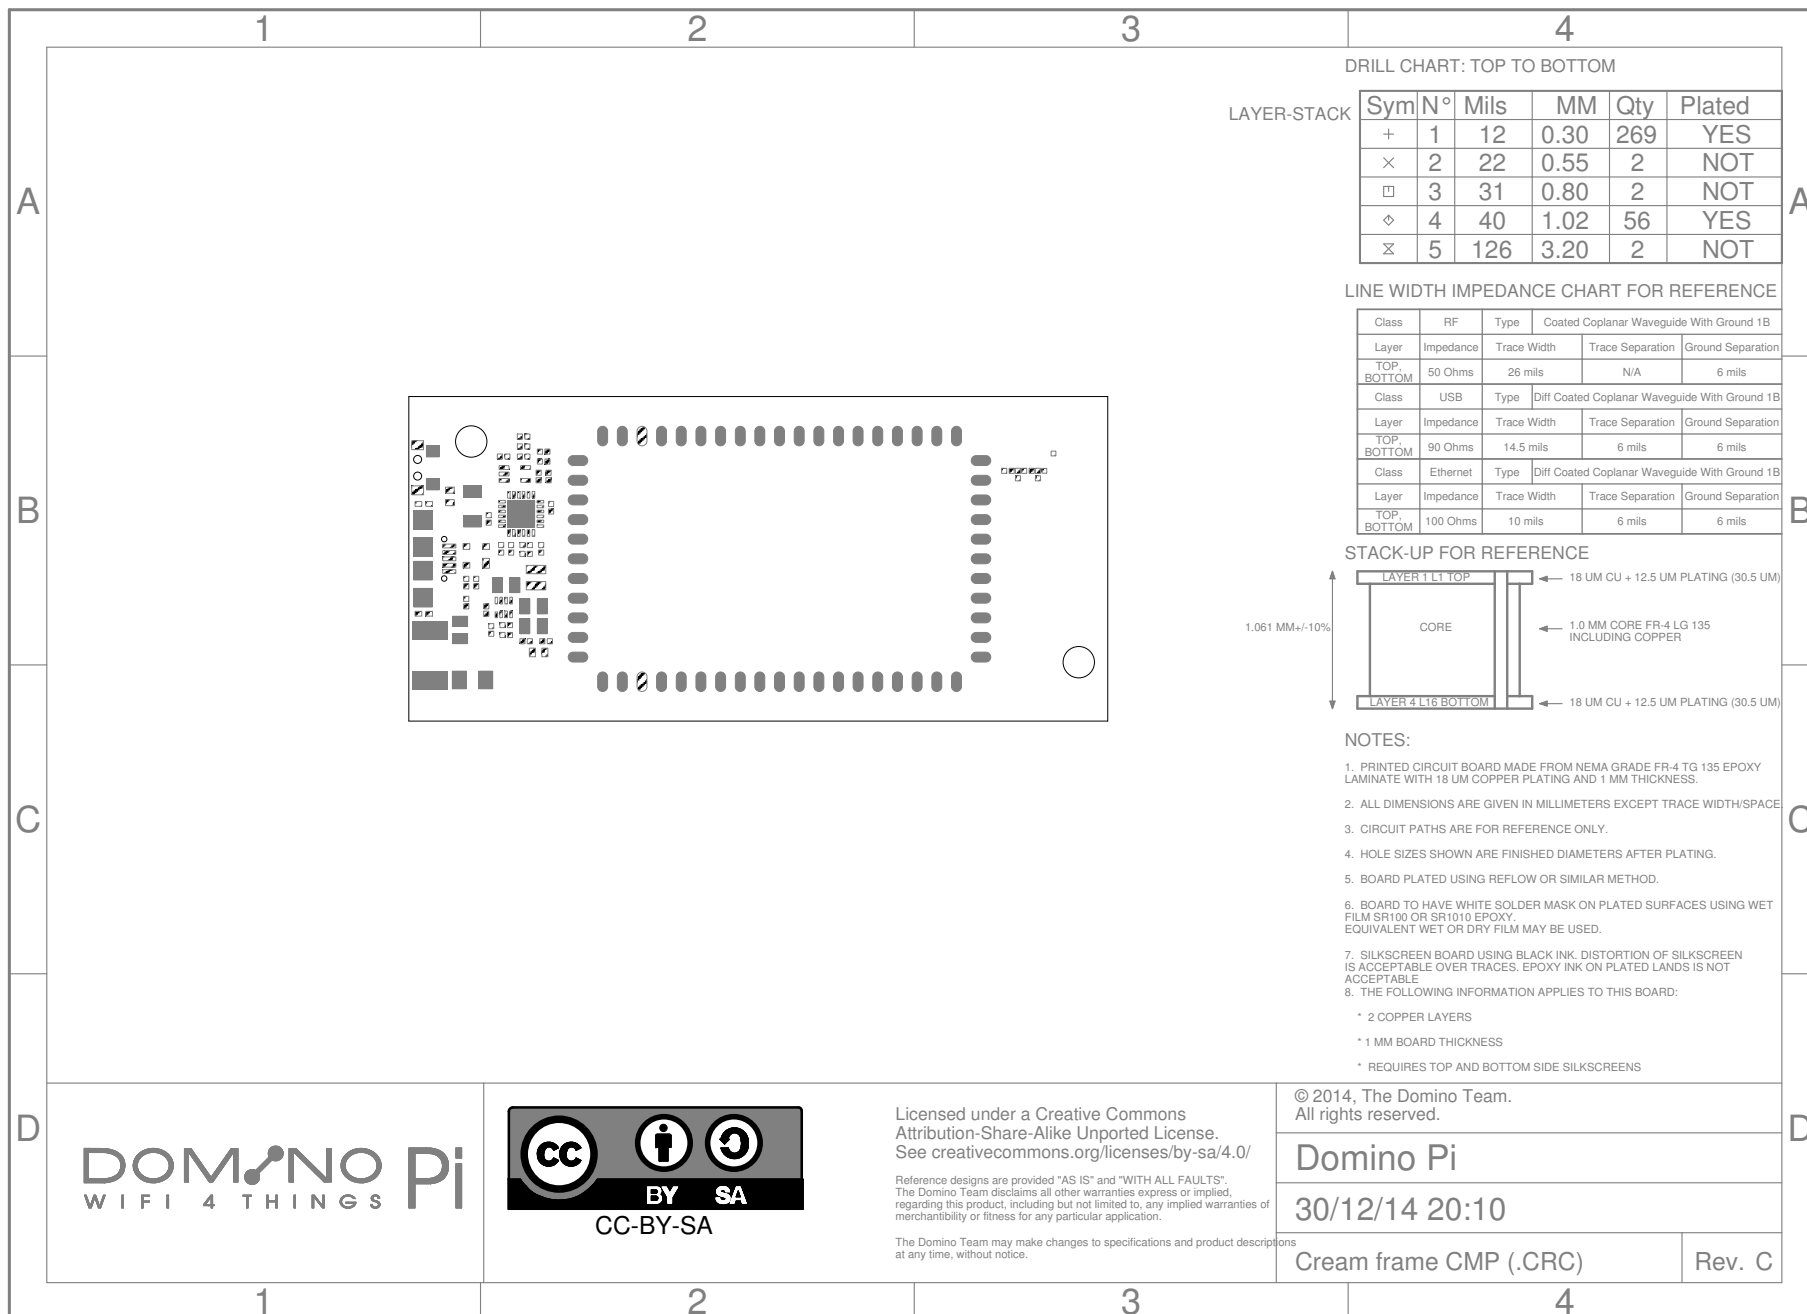 1 2 3 4
DRILL CHART: TOP TO BOTTOM
LAYER-STACK
Sym N° Mils MM Qty Plated
+ 1 12 0.30 269 YES
× 2 22 0.55 2 NOT
3 31 0.80 2 NOT
4 40 1.02 56 YES
5 126 3.20 2 NOT
A A
LINE WIDTH IMPEDANCE CHART FOR REFERENCE
Class RF Type Coated Coplanar Waveguide With Ground 1B
Layer Impedance Trace Width Trace Separation Ground Separation
TOP,
BOTTOM 50 Ohms 26 mils N/A 6 mils
Class USB Type Diff Coated Coplanar Waveguide With Ground 1B
Layer Impedance Trace Width Trace Separation Ground Separation
TOP,
BOTTOM 90 Ohms 14.5 mils 6 mils 6 mils
Class Ethernet Type Diff Coated Coplanar Waveguide With Ground 1B
Layer Impedance Trace Width Trace Separation Ground Separation
TOP,
BOTTOM 100 Ohms 10 mils 6 mils 6 mils
B B
STACK-UP FOR REFERENCE
LAYER 1 L1 TOP 18 UM CU + 12.5 UM PLATING (30.5 UM)
1.061 MM+/-10% CORE 1.0 MM CORE FR-4 LG 135
INCLUDING COPPER
LAYER 4 L16 BOTTOM 18 UM CU + 12.5 UM PLATING (30.5 UM)
NOTES:
1. PRINTED CIRCUIT BOARD MADE FROM NEMA GRADE FR-4 TG 135 EPOXY
LAMINATE WITH 18 UM COPPER PLATING AND 1 MM THICKNESS.
2. ALL DIMENSIONS ARE GIVEN IN MILLIMETERS EXCEPT TRACE WIDTH/SPACE
C C
3. CIRCUIT PATHS ARE FOR REFERENCE ONLY.
4. HOLE SIZES SHOWN ARE FINISHED DIAMETERS AFTER PLATING.
5. BOARD PLATED USING REFLOW OR SIMILAR METHOD.
6. BOARD TO HAVE WHITE SOLDER MASK ON PLATED SURFACES USING WET
FILM SR100 OR SR1010 EPOXY.
EQUIVALENT WET OR DRY FILM MAY BE USED.
7. SILKSCREEN BOARD USING BLACK INK. DISTORTION OF SILKSCREEN
IS ACCEPTABLE OVER TRACES. EPOXY INK ON PLATED LANDS IS NOT
ACCEPTABLE
8. THE FOLLOWING INFORMATION APPLIES TO THIS BOARD:
* 2 COPPER LAYERS
* 1 MM BOARD THICKNESS
* REQUIRES TOP AND BOTTOM SIDE SILKSCREENS
D D
DOMINO Pi
WIFI 4 THINGS
CC
BY SA
CC-BY-SA
Licensed under a Creative Commons
Attribution-Share-Alike Unported License.
See creativecommons.org/licenses/by-sa/4.0/
Reference designs are provided "AS IS" and "WITH ALL FAULTS".
The Domino Team disclaims all other warranties express or implied,
regarding this product, including but not limited to, any implied warranties of
merchantibility or fitness for any particular application.
The Domino Team may make changes to specifications and product descriptions
at any time, without notice.
© 2014, The Domino Team.
All rights reserved.
Domino Pi
30/12/14 20:10
Cream frame CMP (.CRC) Rev. C
1 2 3 4